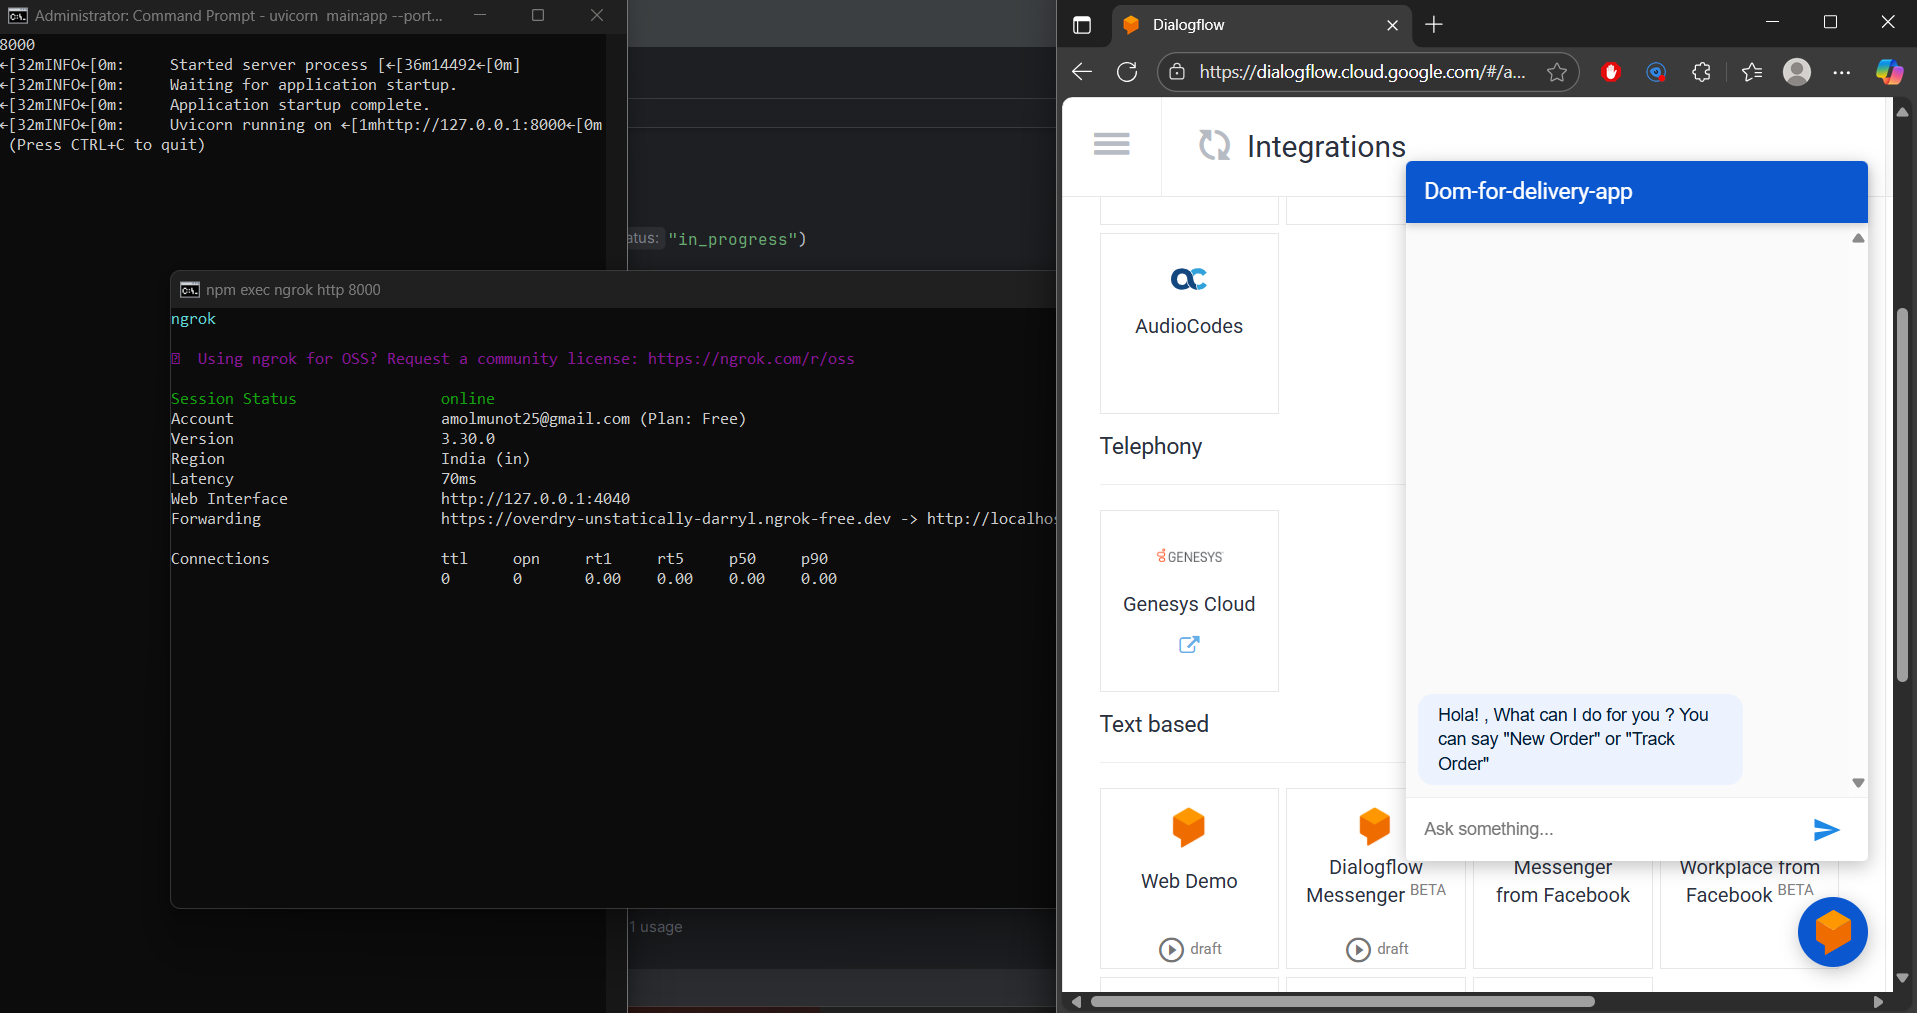 Administrator: Command Prompt - uvicorn  main:app --port...
8000
←[32mINFO←[0m:     Started server process [←[36m14492←[0m]
←[32mINFO←[0m:     Waiting for application startup.
←[32mINFO←[0m:     Application startup complete.
←[32mINFO←[0m:     Uvicorn running on ←[1mhttp://127.0.0.1:8000←[0m
(Press CTRL+C to quit)
atus: "in_progress")
npm exec ngrok http 8000
ngrok
Using ngrok for OSS? Request a community license: https://ngrok.com/r/oss
Session Status                online
Account                       amolmunot25@gmail.com (Plan: Free)
Version                       3.30.0
Region                        India (in)
Latency                       70ms
Web Interface                 http://127.0.0.1:4040
Forwarding                    https://overdry-unstatically-darryl.ngrok-free.dev -> http://localhos
Connections                   ttl     opn     rt1     rt5     p50     p90
0       0       0.00    0.00    0.00    0.00
1 usage
Dialogflow
https://dialogflow.cloud.google.com/#/a...
Integrations
AudioCodes
Telephony
GENESYS
Genesys Cloud
Text based
Web Demo
draft
Dialogflow
Messenger BETA
draft
Messenger
from Facebook
Workplace from
Facebook BETA
Dom-for-delivery-app
Hola! , What can I do for you ? You
can say "New Order" or "Track
Order"
Ask something...